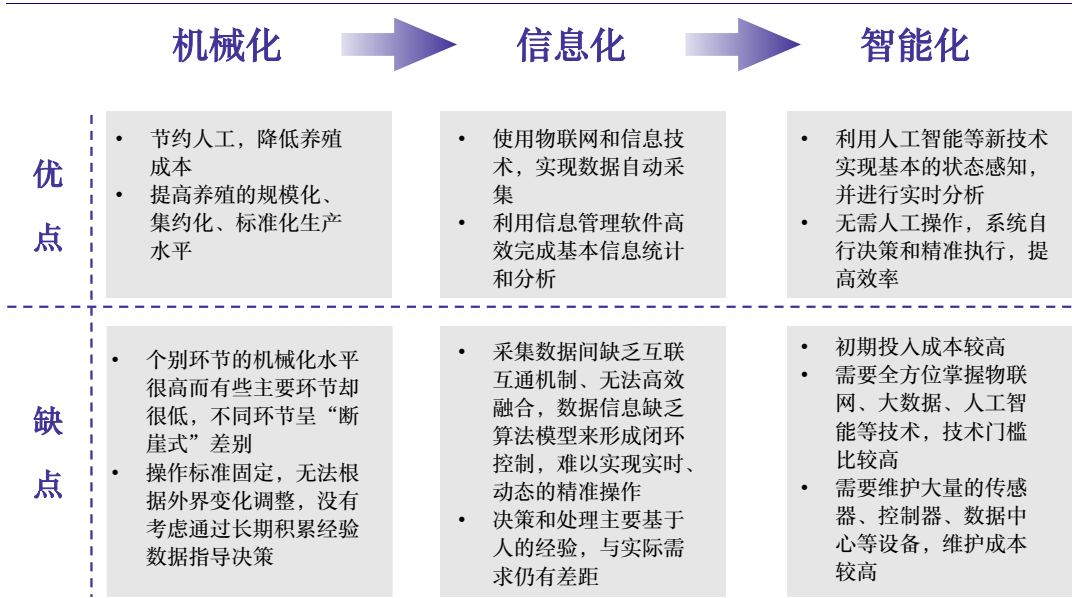 机械化
信息化
智能化
优
点
• 节约人工，降低养殖
成本
• 提高养殖的规模化、
集约化、标准化生产
水平
• 使用物联网和信息技
术，实现数据自动采
集
• 利用信息管理软件高
效完成基本信息统计
和分析
• 利用人工智能等新技术
实现基本的状态感知，
并进行实时分析
• 无需人工操作，系统自
行决策和精准执行，提
高效率
缺
点
• 个别环节的机械化水平
很高而有些主要环节却
很低，不同环节呈“断
崖式”差别
• 操作标准固定，无法根
据外界变化调整，没有
考虑通过长期积累经验
数据指导决策
• 采集数据间缺乏互联
互通机制、无法高效
融合，数据信息缺乏
算法模型来形成闭环
控制，难以实现实时、
动态的精准操作
• 决策和处理主要基于
人的经验，与实际需
求仍有差距
• 初期投入成本较高
• 需要全方位掌握物联
网、大数据、人工智
能等技术，技术门槛
比较高
• 需要维护大量的传感
器、控制器、数据中
心等设备，维护成本
较高